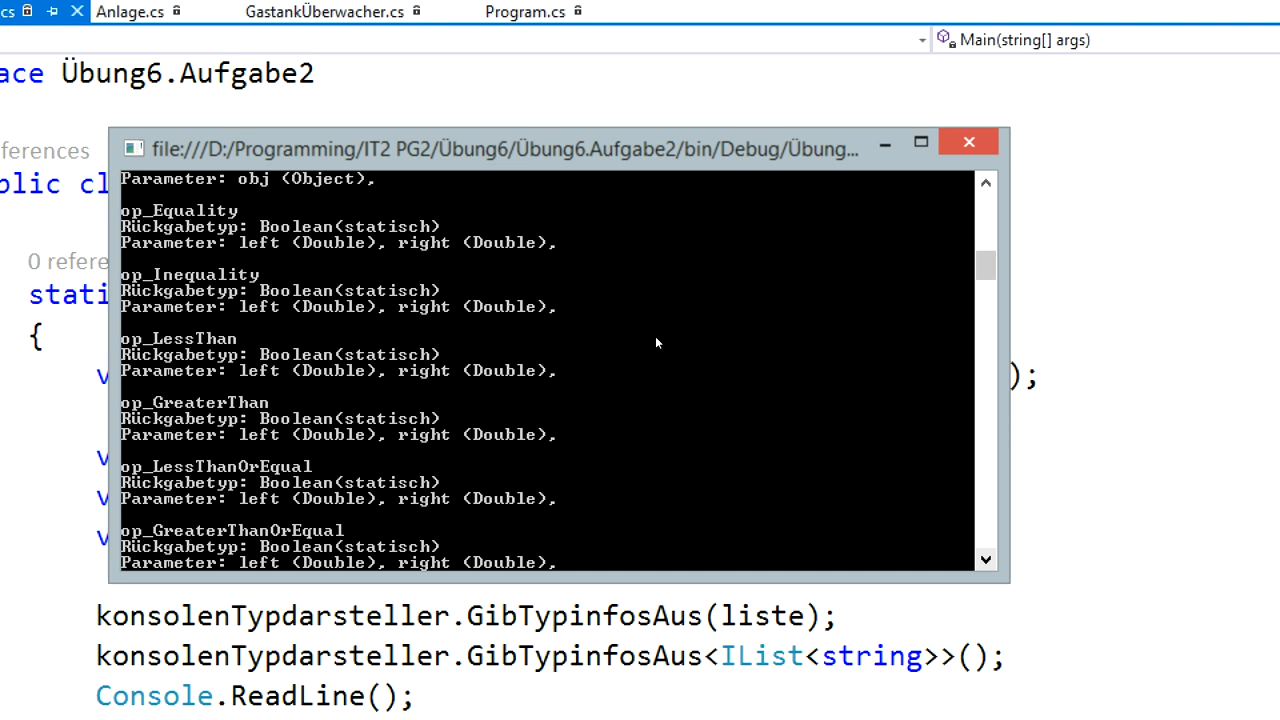 cs Anlage.cs GastankÜberwacher.cs Program.cs
Main(string[] args)
ace Übung6.Aufgabe2
ferences
blic cl
0 refere
stati
{
v
);
v
v
v
file:///D:/Programming/IT2 PG2/Übung6/Übung6.Aufgabe2/bin/Debug/Übung...
Parameter: obj (Object),
op_Equality
Rückgabetyp: Boolean(statisch)
Parameter: left (Double), right (Double),
op_Inequality
Rückgabetyp: Boolean(statisch)
Parameter: left (Double), right (Double),
op_LessThan
Rückgabetyp: Boolean(statisch)
Parameter: left (Double), right (Double),
op_GreaterThan
Rückgabetyp: Boolean(statisch)
Parameter: left (Double), right (Double),
op_LessThanOrEqual
Rückgabetyp: Boolean(statisch)
Parameter: left (Double), right (Double),
op_GreaterThanOrEqual
Rückgabetyp: Boolean(statisch)
Parameter: left (Double), right (Double),
konsolenTypdarsteller.GibTypinfosAus(liste);
konsolenTypdarsteller.GibTypinfosAus<IList<string>>();
Console.ReadLine();